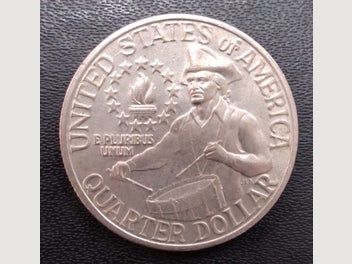 UNITED STATES OF AMERICA
E PLURIBUS
UNUM
QUARTER DOLLAR